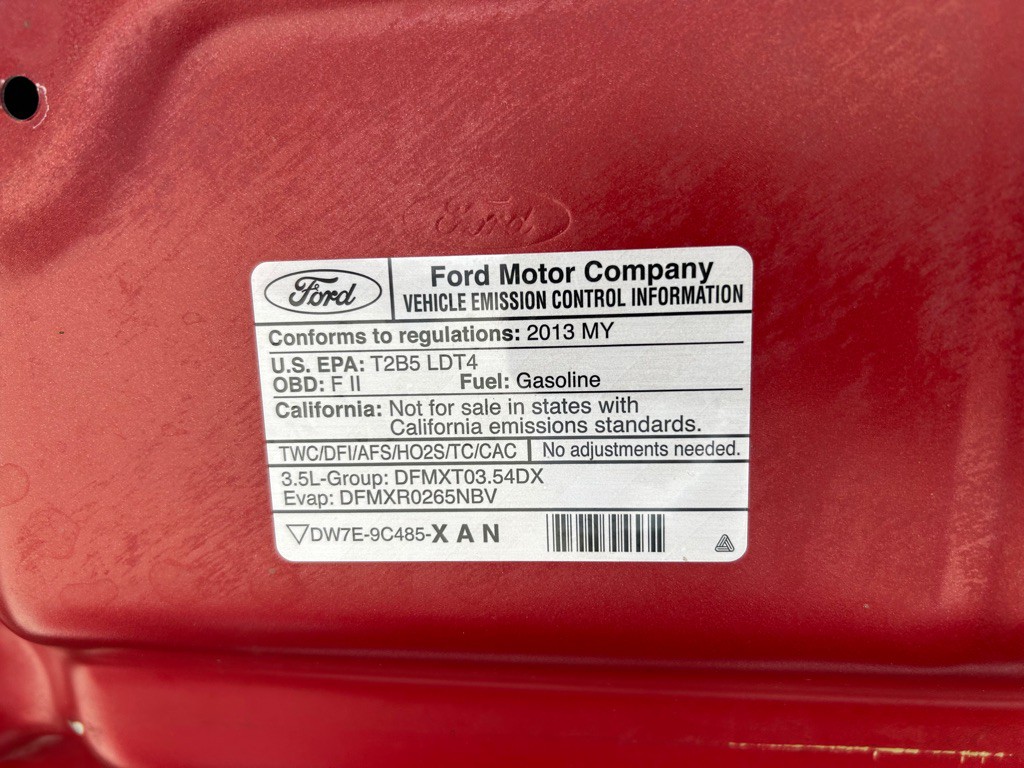 Ford
Ford
Ford Motor Company
VEHICLE EMISSION CONTROL INFORMATION
Conforms to regulations: 2013 MY
U.S. EPA: T2B5 LDT4
OBD: F II Fuel: Gasoline
California: Not for sale in states with
California emissions standards.
TWC/DFI/AFS/HO2S/TC/CAC No adjustments needed.
3.5L-Group: DFMXT03.54DX
Evap: DFMXR0265NBV
DW7E-9C485-X A N